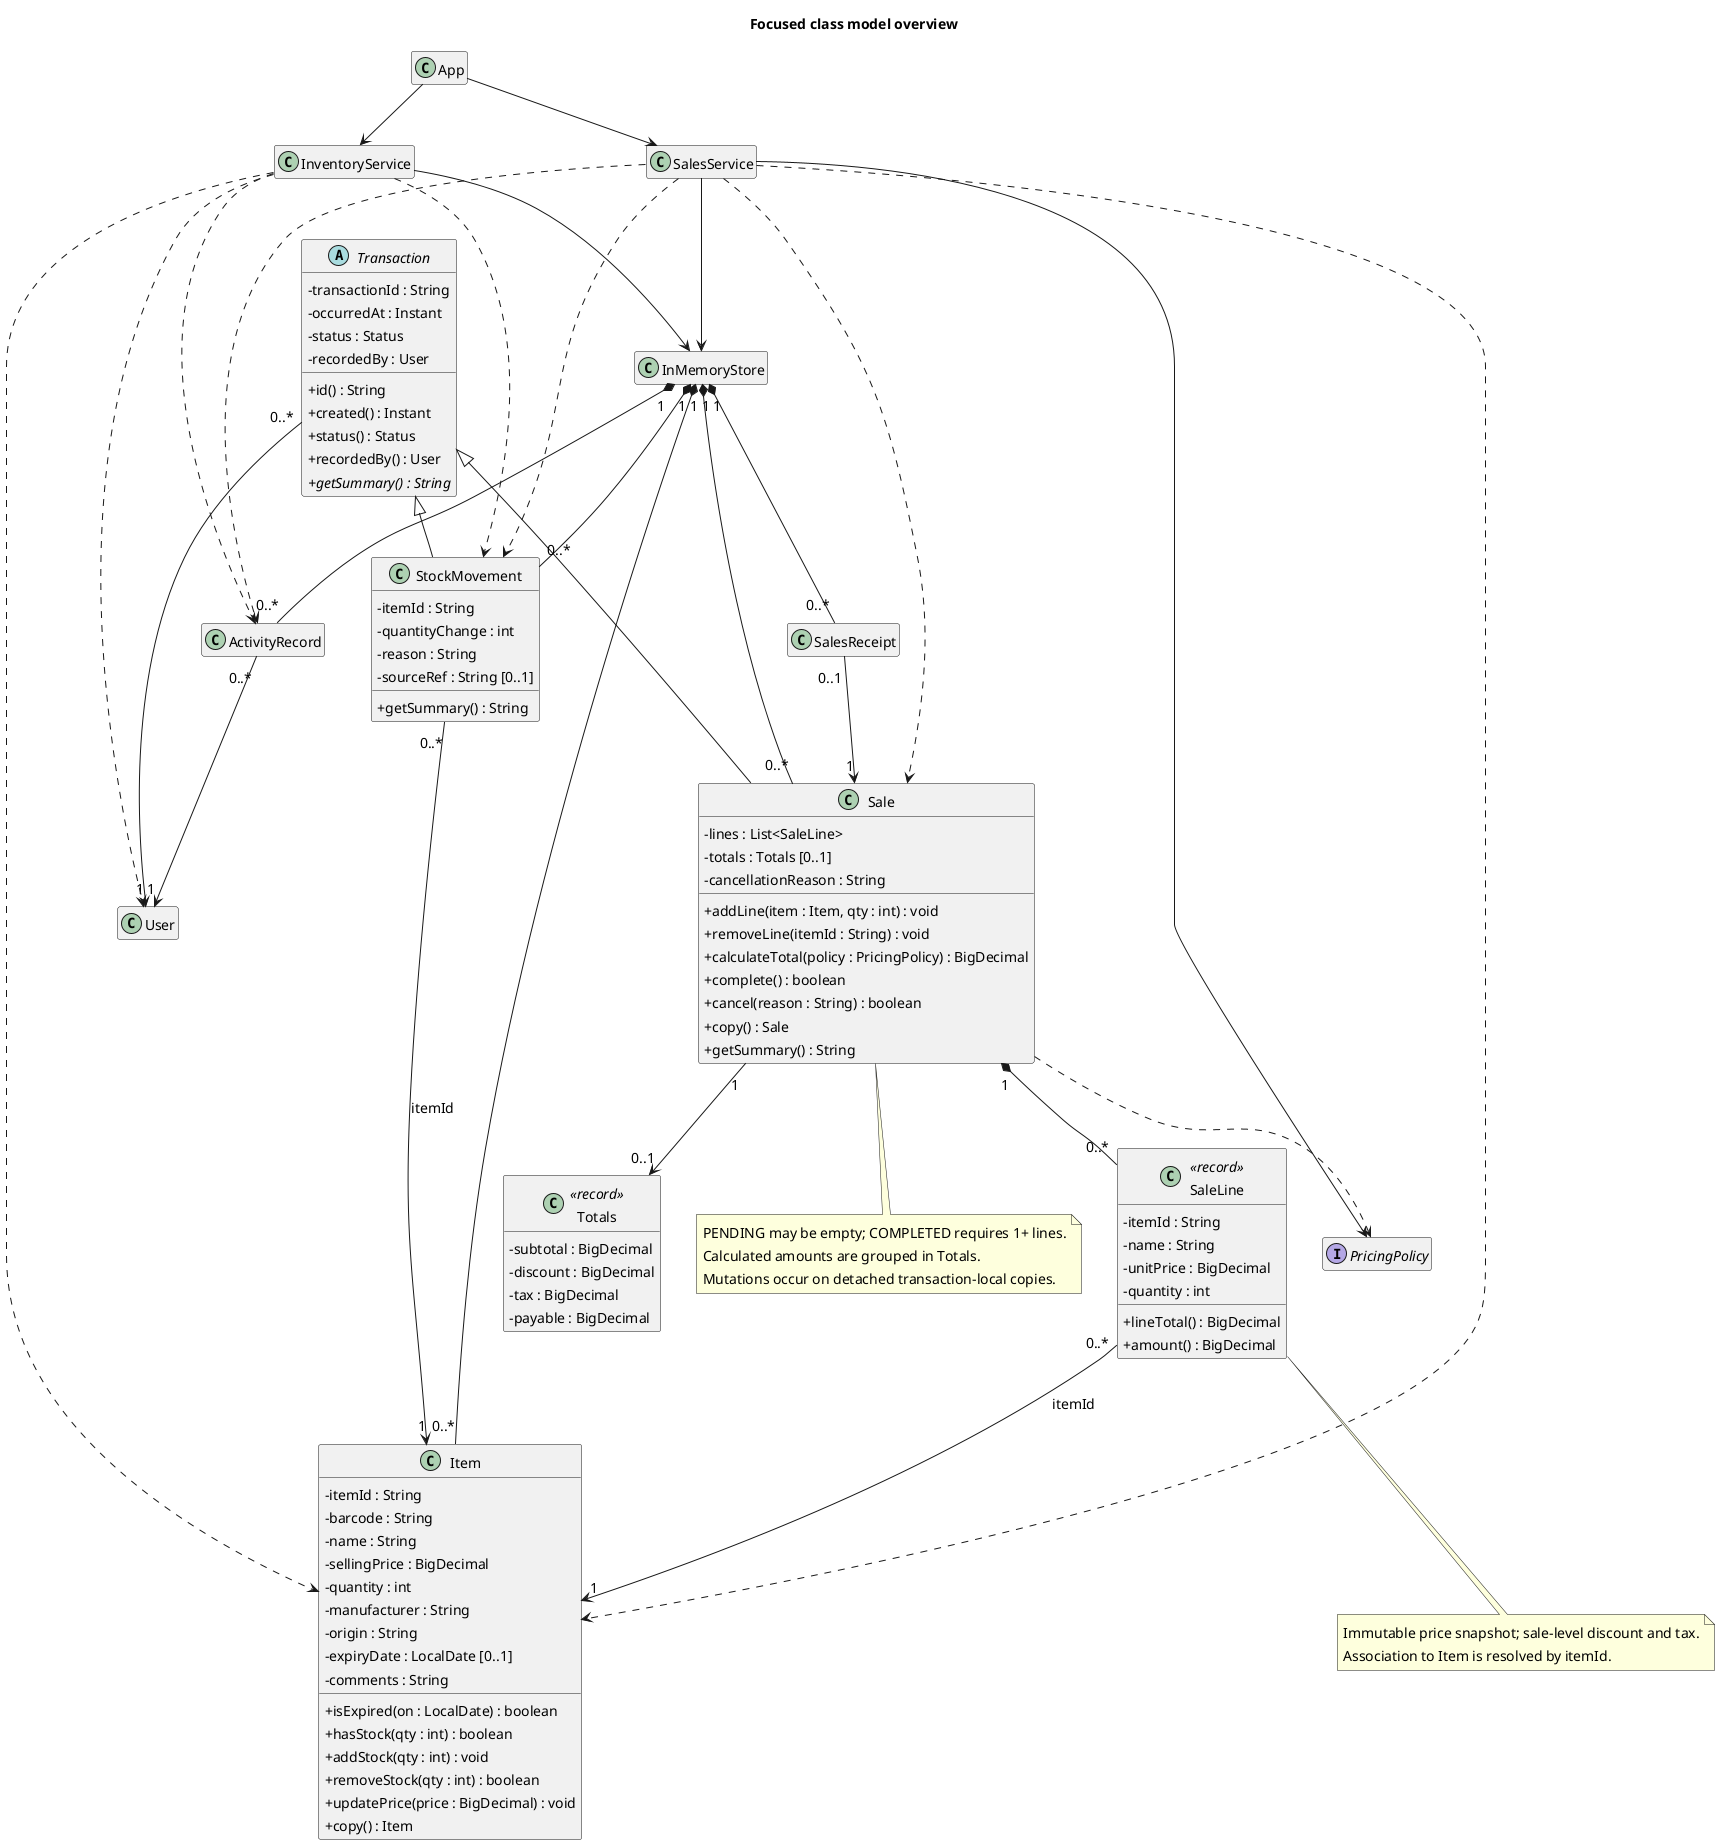 Focused class model overview
C App
C InventoryService
C SalesService
A Transaction
-transactionId : String
-occurredAt : Instant
-status : Status
-recordedBy : User
+id() : String
+created() : Instant
+status() : Status
+recordedBy() : User
+getSummary() : String
C InMemoryStore
0..*
1
1
1
1
1
0..*
C StockMovement
-itemId : String
-quantityChange : int
-reason : String
-sourceRef : String [0..1]
+getSummary() : String
0..*
C ActivityRecord
0..*
0..*
C SalesReceipt
0..1
0..*
0..*
1
C Sale
-lines : List<SaleLine>
-totals : Totals [0..1]
-cancellationReason : String
+addLine(item : Item, qty : int) : void
+removeLine(itemId : String) : void
+calculateTotal(policy : PricingPolicy) : BigDecimal
+complete() : boolean
+cancel(reason : String) : boolean
+copy() : Sale
+getSummary() : String
1
1
C User
1
1
itemId
0..1
0..*
C «record»
Totals
-subtotal : BigDecimal
-discount : BigDecimal
-tax : BigDecimal
-payable : BigDecimal
PENDING may be empty; COMPLETED requires 1+ lines.
Calculated amounts are grouped in Totals.
Mutations occur on detached transaction-local copies.
C «record»
SaleLine
-itemId : String
-name : String
-unitPrice : BigDecimal
-quantity : int
+lineTotal() : BigDecimal
+amount() : BigDecimal
I PricingPolicy
0..*
itemId
1
0..*
1
C Item
-itemId : String
-barcode : String
-name : String
-sellingPrice : BigDecimal
-quantity : int
-manufacturer : String
-origin : String
-expiryDate : LocalDate [0..1]
-comments : String
+isExpired(on : LocalDate) : boolean
+hasStock(qty : int) : boolean
+addStock(qty : int) : void
+removeStock(qty : int) : boolean
+updatePrice(price : BigDecimal) : void
+copy() : Item
Immutable price snapshot; sale-level discount and tax.
Association to Item is resolved by itemId.